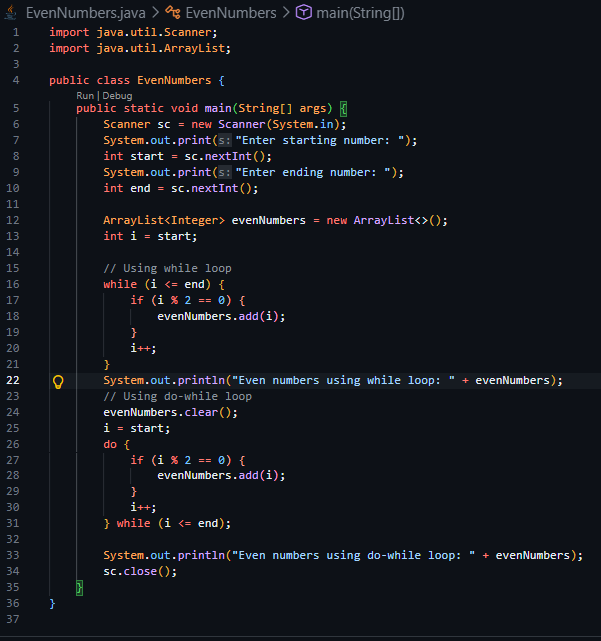 EvenNumbers.java > EvenNumbers > main(String[])
1 import java.util.Scanner;
2 import java.util.ArrayList;
3
4 public class EvenNumbers {
Run | Debug
5     public static void main(String[] args) {
6         Scanner sc = new Scanner(System.in);
7         System.out.print(s: "Enter starting number: ");
8         int start = sc.nextInt();
9         System.out.print(s: "Enter ending number: ");
10         int end = sc.nextInt();
11
12         ArrayList<Integer> evenNumbers = new ArrayList<>();
13         int i = start;
14
15         // Using while loop
16         while (i <= end) {
17             if (i % 2 == 0) {
18                 evenNumbers.add(i);
19             }
20             i++;
21         }
22         System.out.println("Even numbers using while loop: " + evenNumbers);
23         // Using do-while loop
24         evenNumbers.clear();
25         i = start;
26         do {
27             if (i % 2 == 0) {
28                 evenNumbers.add(i);
29             }
30             i++;
31         } while (i <= end);
32
33         System.out.println("Even numbers using do-while loop: " + evenNumbers);
34         sc.close();
35     }
36 }
37